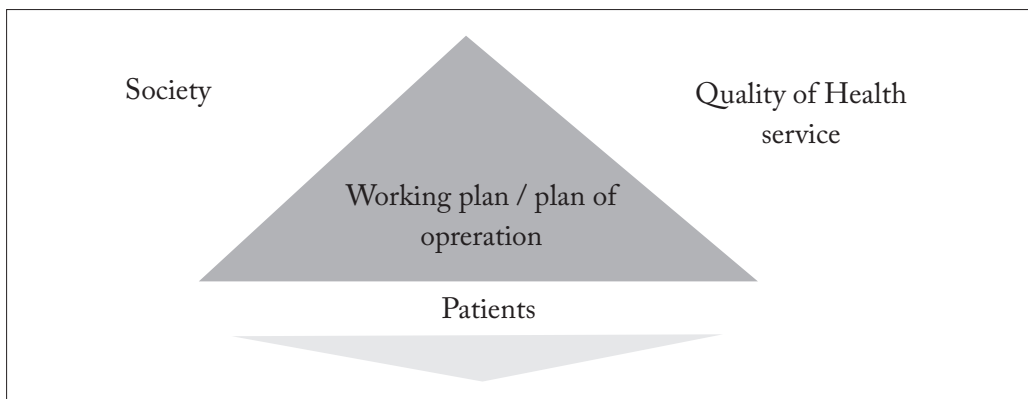 Society
Quality of Health
service
Working plan / plan of
opreration
Patients